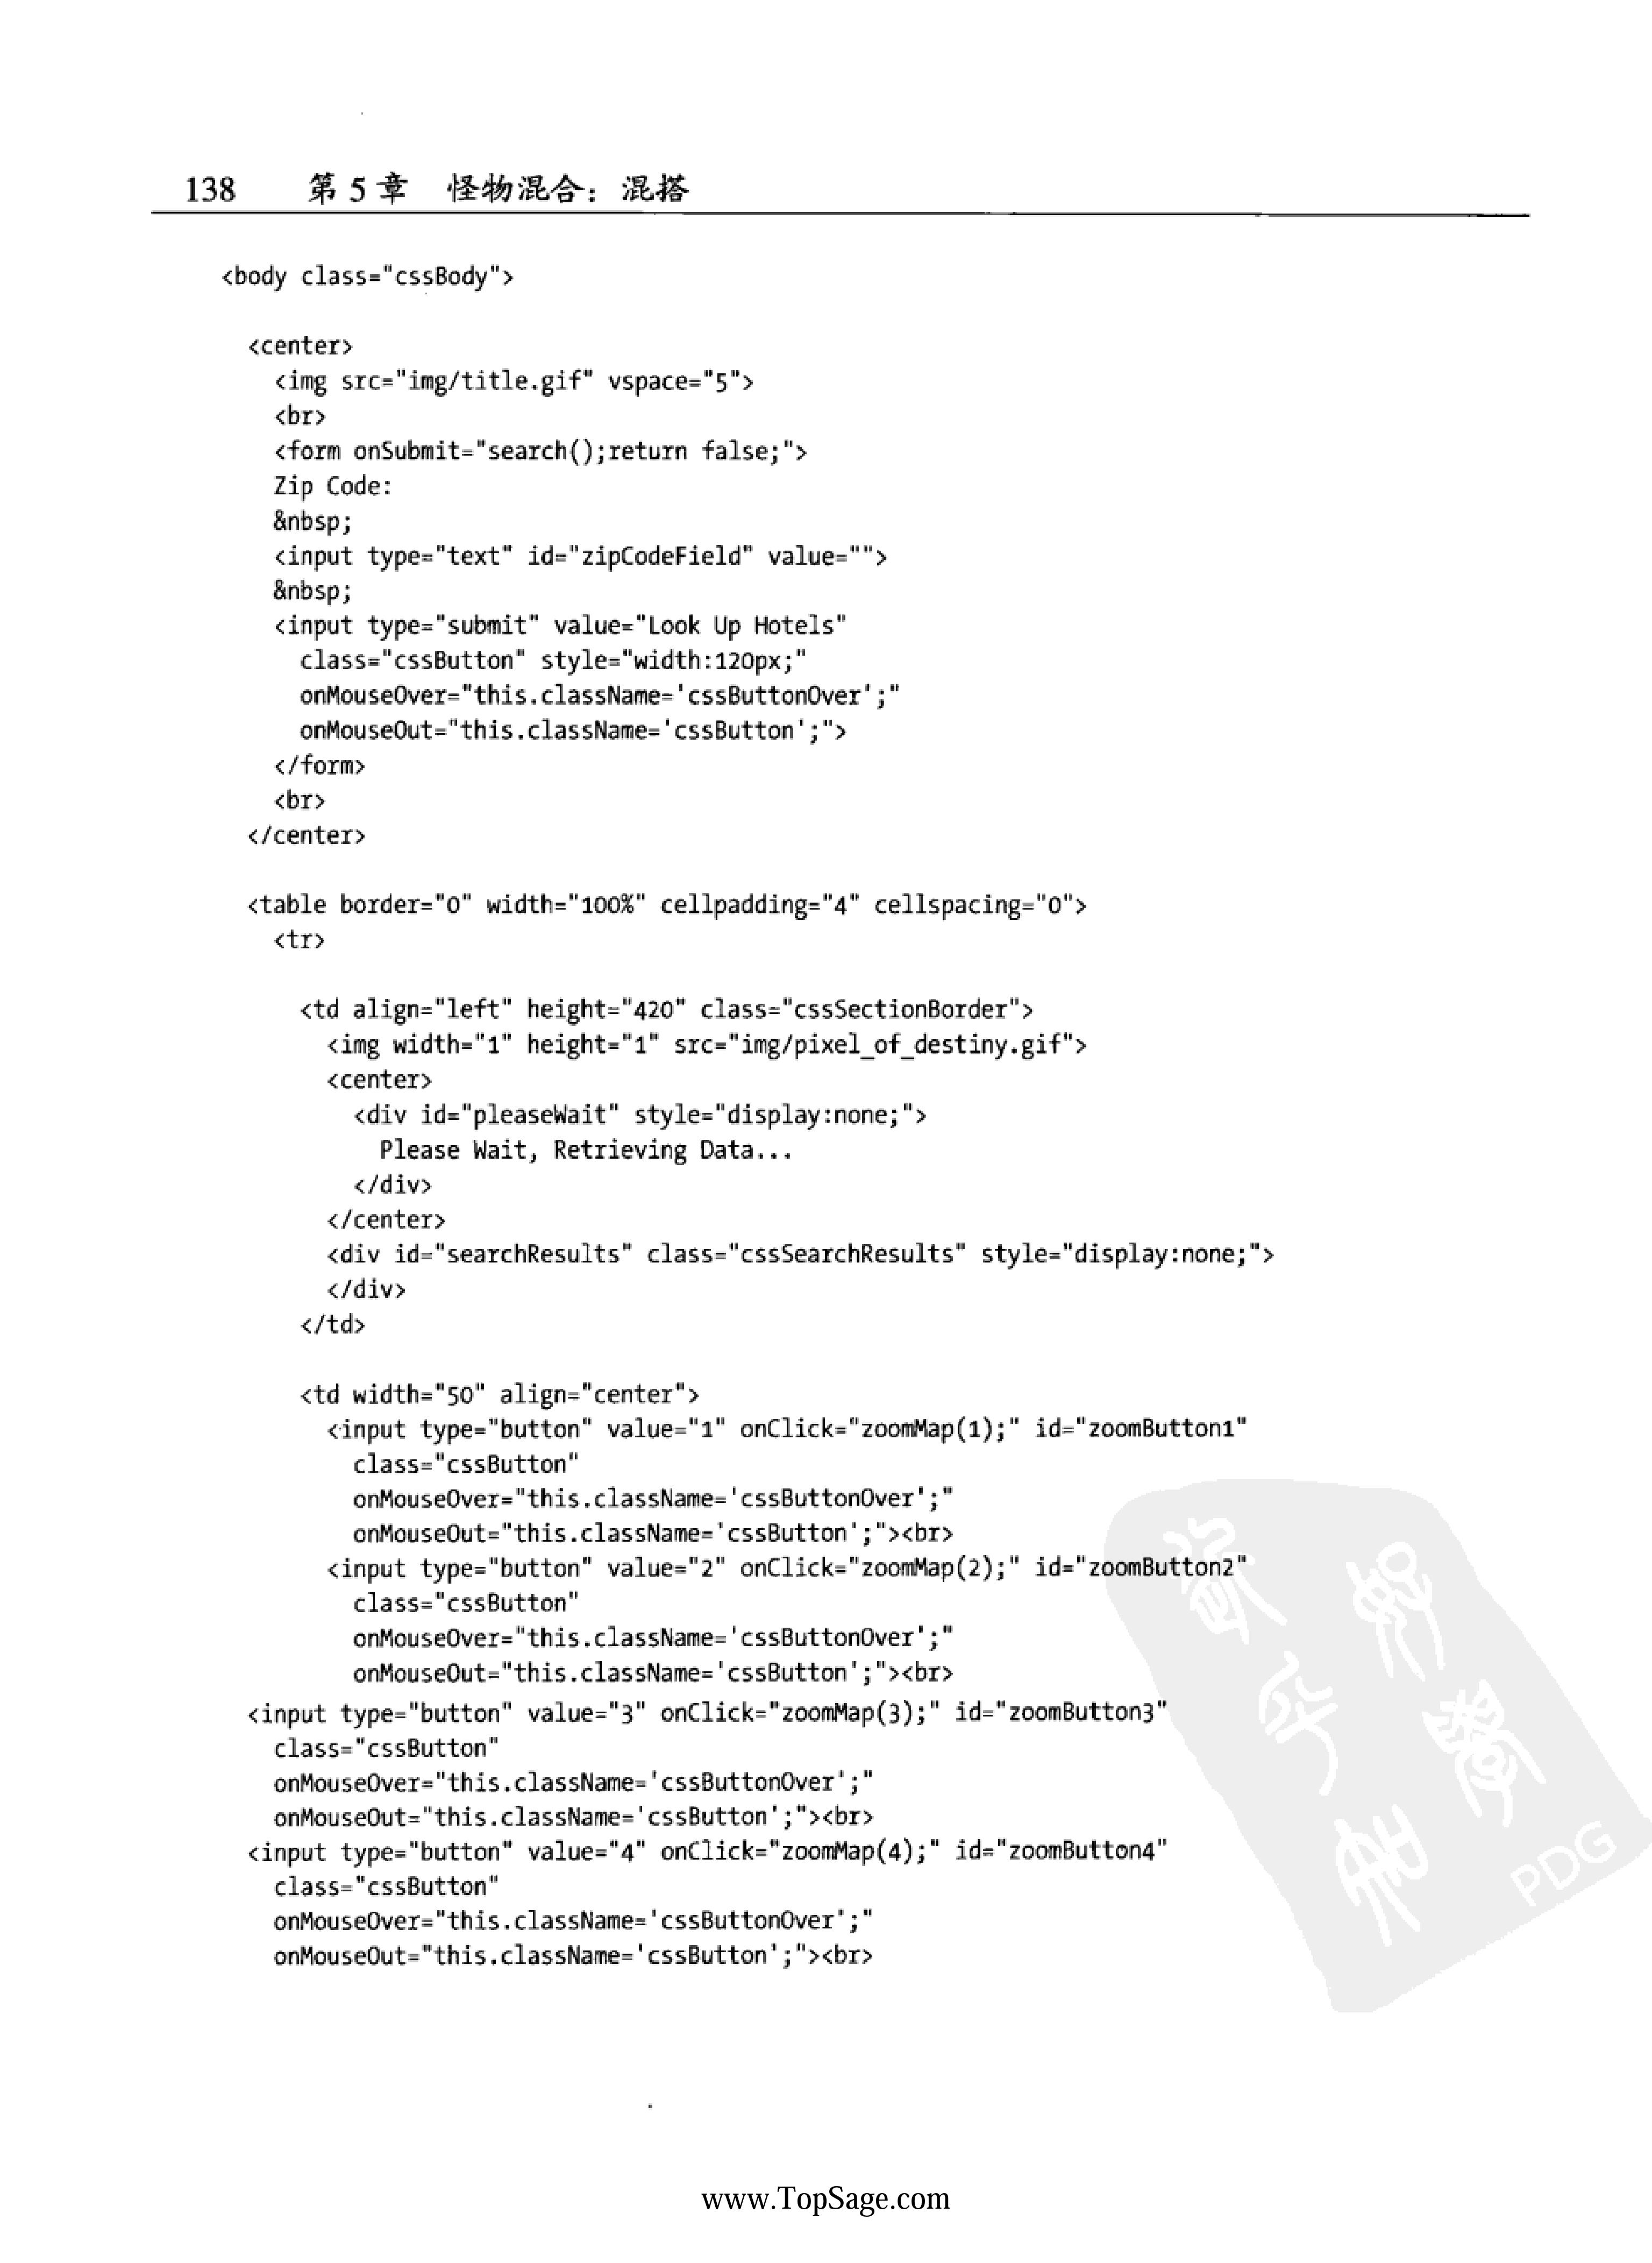 138 第 5 章 怪物混合：混搭
<body class="cssBody">
<center>
<img src="img/title.gif" vspace="5">
<br>
<form onSubmit="search();return false;">
Zip Code:
&nbsp;
<input type="text" id="zipCodeField" value="">
&nbsp;
<input type="submit" value="Look Up Hotels"
class="cssButton" style="width:120px;"
onMouseOver="this.className='cssButtonOver';"
onMouseOut="this.className='cssButton';">
</form>
<br>
</center>
<table border="0" width="100%" cellpadding="4" cellspacing="0">
<tr>
<td align="left" height="420" class="cssSectionBorder">
<img width="1" height="1" src="img/pixel_of_destiny.gif">
<center>
<div id="pleaseWait" style="display:none;">
Please Wait, Retrieving Data...
</div>
</center>
<div id="searchResults" class="cssSearchResults" style="display:none;">
</div>
</td>
<td width="50" align="center">
<input type="button" value="1" onClick="zoomMap(1);" id="zoomButton1"
class="cssButton"
onMouseOver="this.className='cssButtonOver';"
onMouseOut="this.className='cssButton';"><br>
<input type="button" value="2" onClick="zoomMap(2);" id="zoomButton2"
class="cssButton"
onMouseOver="this.className='cssButtonOver';"
onMouseOut="this.className='cssButton';"><br>
<input type="button" value="3" onClick="zoomMap(3);" id="zoomButton3"
class="cssButton"
onMouseOver="this.className='cssButtonOver';"
onMouseOut="this.className='cssButton';"><br>
<input type="button" value="4" onClick="zoomMap(4);" id="zoomButton4"
class="cssButton"
onMouseOver="this.className='cssButtonOver';"
onMouseOut="this.className='cssButton';"><br>
PDG
www.TopSage.com